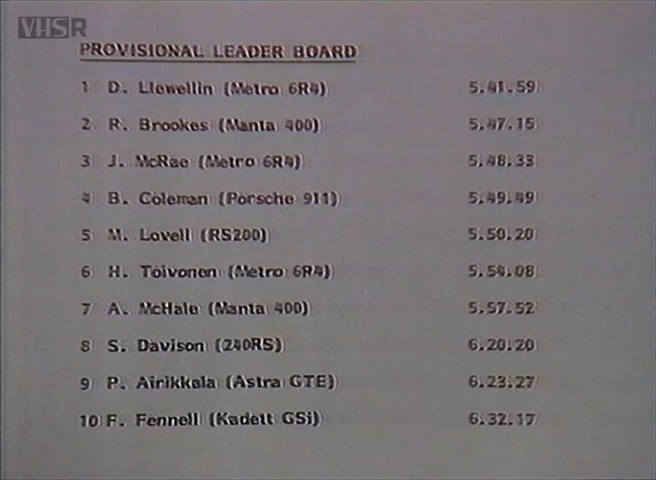 VHSR
PROVISIONAL LEADER BOARD
1 D. Llewellin (Metro 6R4) 5.41.59
2 R. Brookes (Manta 400) 5.47.15
3 J. McRae (Metro 6R4) 5.48.33
4 B. Coleman (Porsche 911) 5.49.49
5 M. Lovell (RS200) 5.50.20
6 H. Toivonen (Metro 6R4) 5.54.08
7 A. McHale (Manta 400) 5.57.52
8 S. Davison (240RS) 6.20.20
9 P. Airikkala (Astra GTE) 6.23.27
10 F. Fennell (Kadett GSi) 6.32.17